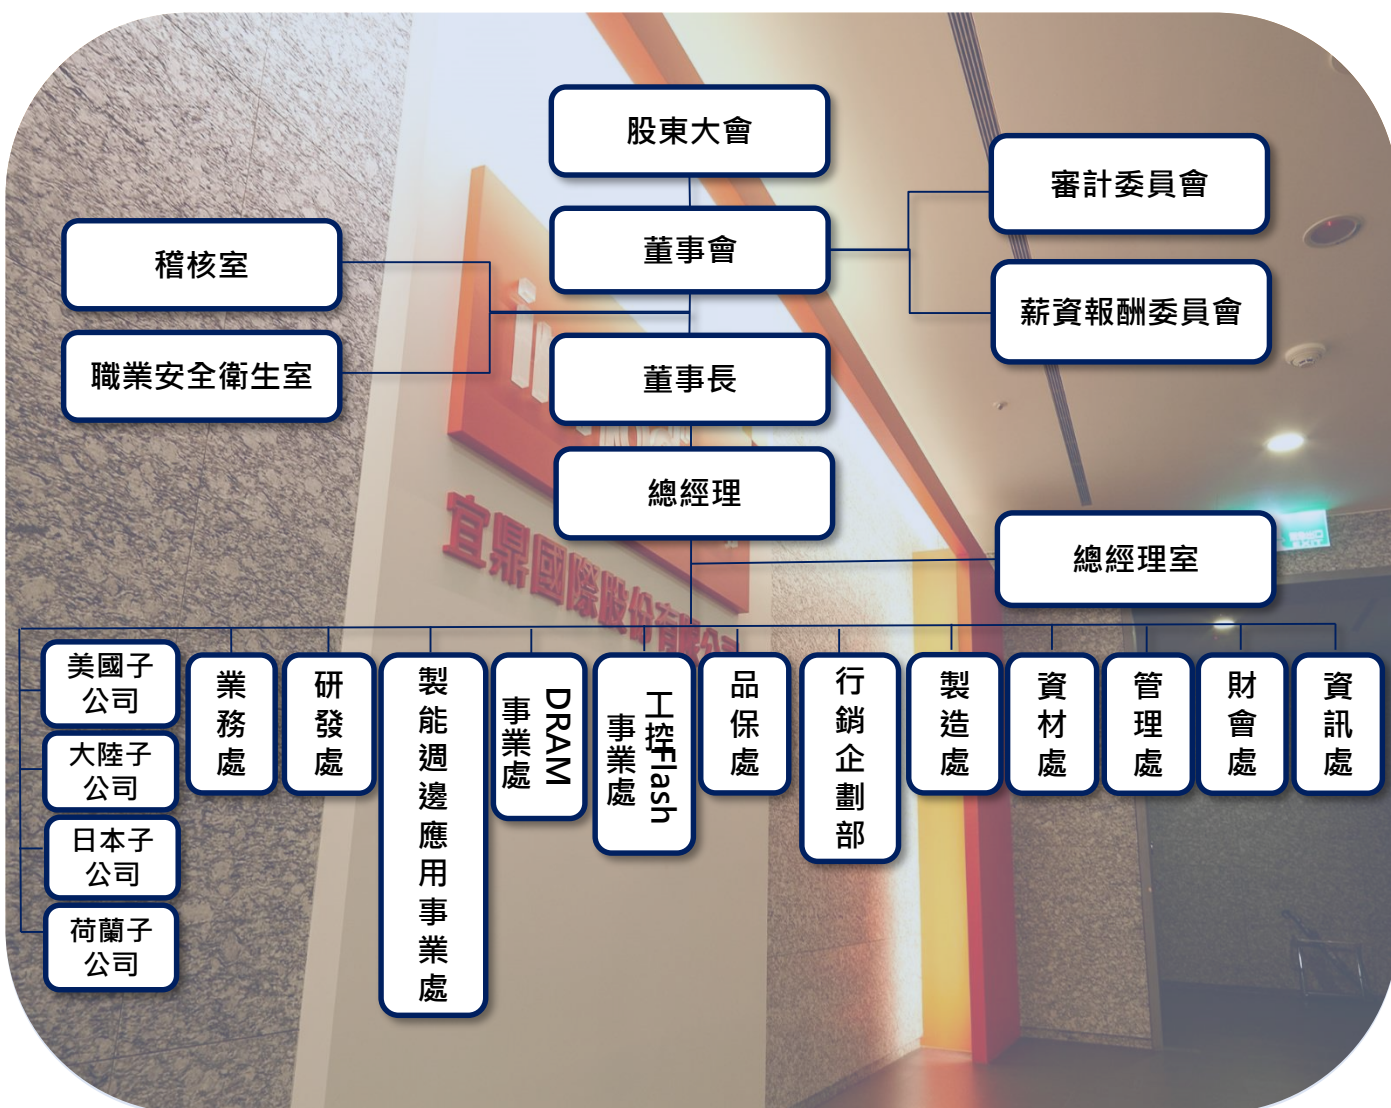 股東大會
審計委員會
董事會
稽核室
薪資報酬委員會
職業安全衛生室
董事長
總經理
總經理室
宜鼎國際股份有限公司
美國子
公司
大陸子
公司
日本子
公司
荷蘭子
公司
業務處
研發處
製能週邊應用事業處
DRAM
事業處
工控Flash
事業處
品保處
行銷企劃部
製造處
資材處
管理處
財會處
資訊處
EXIT